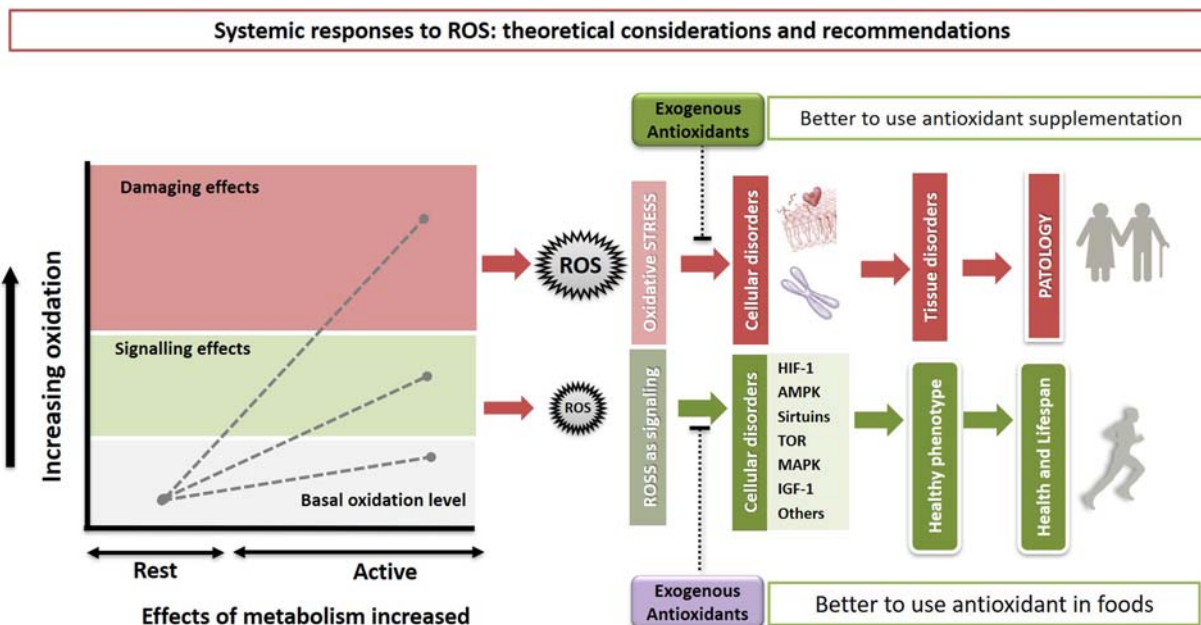 Systemic responses to ROS: theoretical considerations and recommendations
Exogenous
Antioxidants
Better to use antioxidant supplementation
Increasing oxidation
Damaging effects
Signalling effects
Basal oxidation level
Rest
Active
Effects of metabolism increased
ROS
Oxidative STRESS
Cellular disorders
Tissue disorders
PATOLOGY
ROS
ROSS as signaling
Cellular disorders
HIF-1
AMPK
Sirtuins
TOR
MAPK
IGF-1
Others
Healthy phenotype
Health and Lifespan
Exogenous
Antioxidants
Better to use antioxidant in foods